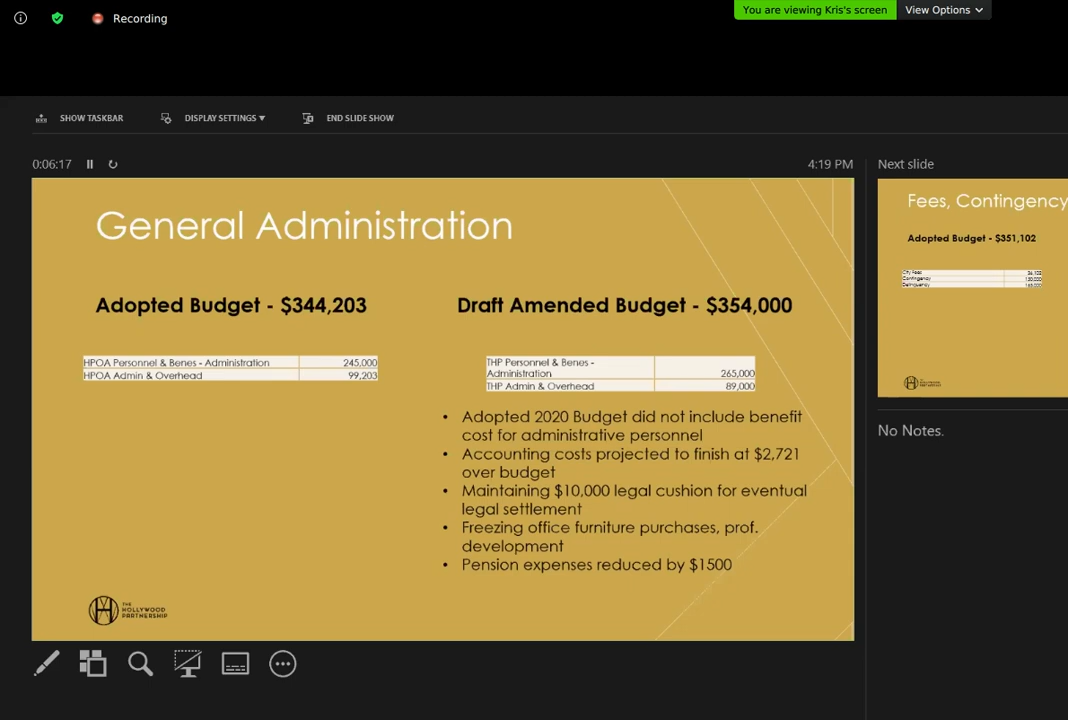 Recording
You are viewing Kris's screen
View Options
SHOW TASKBAR
DISPLAY SETTINGS
END SLIDE SHOW
0:06:17
4:19 PM
Next slide
General Administration
Adopted Budget - $344,203
HPOA Personnel & Benes - Administration 245,000
HPOA Admin & Overhead 99,203
Draft Amended Budget - $354,000
THP Personnel & Benes -
Administration 265,000
THP Admin & Overhead 89,000
• Adopted 2020 Budget did not include benefit
cost for administrative personnel
• Accounting costs projected to finish at $2,721
over budget
• Maintaining $10,000 legal cushion for eventual
legal settlement
• Freezing office furniture purchases, prof.
development
• Pension expenses reduced by $1500
THE
HOLLYWOOD
PARTNERSHIP
Fees, Contingency
Adopted Budget - $351,102
City Fees
Contingency
Delinquency
No Notes.